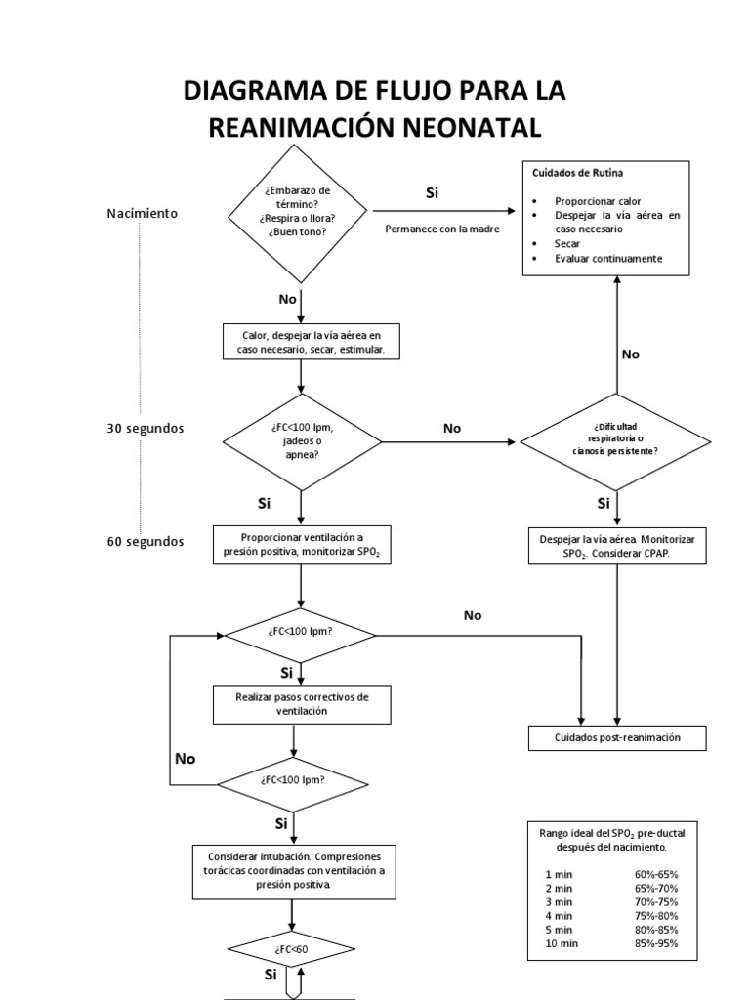 DIAGRAMA DE FLUJO PARA LA
REANIMACIÓN NEONATAL
¿Embarazo de
término?
¿Respira o llora?
¿Buen tono?
Si
Permanece con la madre
Cuidados de Rutina
• Proporcionar calor
• Despejar la vía aérea en
caso necesario
• Secar
• Evaluar continuamente
Nacimiento
No
Calor, despejar la vía aérea en
caso necesario, secar, estimular.
No
30 segundos
¿FC<100 lpm,
jadeos o
apnea?
No
¿Dificultad
respiratoria o
cianosis persistente?
Si
Si
60 segundos
Proporcionar ventilación a
presión positiva, monitorizar SPO₂
Despejar la vía aérea. Monitorizar
SPO₂. Considerar CPAP.
¿FC<100 lpm?
No
Si
Realizar pasos correctivos de
ventilación
Cuidados post-reanimación
No
¿FC<100 lpm?
Si
Considerar intubación. Compresiones
torácicas coordinadas con ventilación a
presión positiva.
Rango ideal del SPO₂ pre-ductal
después del nacimiento.
1 min 60%-65%
2 min 65%-70%
3 min 70%-75%
4 min 75%-80%
5 min 80%-85%
10 min 85%-95%
¿FC<60
Si